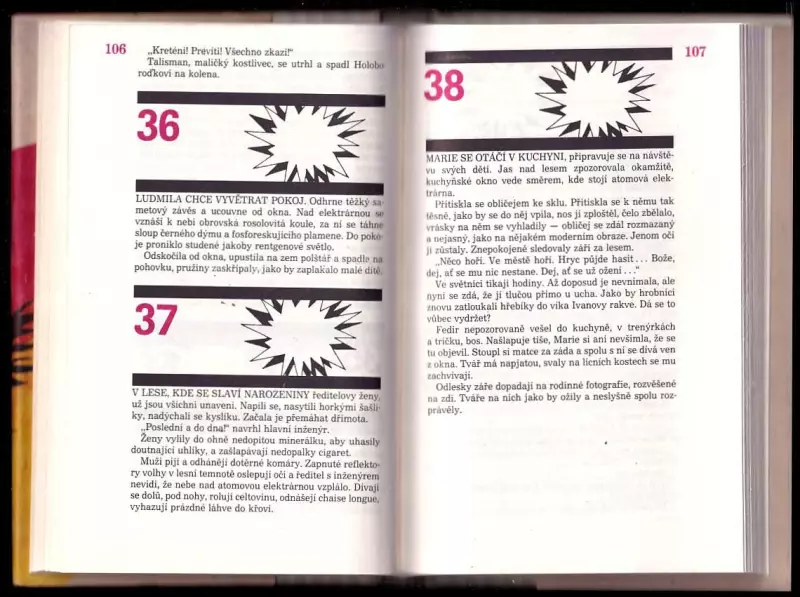 106
„Kreténi! Previti! Všechno zkazí!"
Talisman, maličký kostlivec, se utrhl a spadl Holobo
roďkovi na kolena.
36
LUDMILA CHCE VYVĚTRAT POKOJ. Odhrne těžký sa-
metový závěs a ucouvne od okna. Nad elektrárnou se
vznáší k nebi obrovská rosolovitá koule, za ní se táhne
sloup černého dýmu a fosforeskujícího plamene. Do poko-
je proniklo studené jakoby rentgenové světlo.
Odskočila od okna, upustila na zem polštář a spadla na
pohovku, pružiny zaskřípaly, jako by zaplakalo malé dítě.
37
V LESE, KDE SE SLAVÍ NAROZENINY ředitelovy ženy,
už jsou všichni unaveni. Napili se, nasytili horkými šašli-
ky, nadýchali se kyslíku. Začala je přemáhat dřímota.
„Poslední a do dna!" navrhl hlavní inženýr.
Ženy vylily do ohně nedopitou minerálku, aby uhasily
doutnající uhlíky, a zašlapávají nedopalky cigaret.
Muži pijí a odhánějí dotěrné komáry. Zapnuté reflekto-
ry volhy v lesní temnotě oslepují oči a ředitel s inženýrem
nevidí, že nebe nad atomovou elektrárnou vzplálo. Dívají
se dolů, pod nohy, rolují celtovinu, odnášejí chaise longue,
vyhazují prázdné láhve do křoví.
107
38
MARIE SE OTÁČÍ V KUCHYNI, připravuje se na návště-
vu svých dětí. Jas nad lesem zpozorovala okamžitě,
kuchyňské okno vede směrem, kde stojí atomová elek-
trárna.
Přitiskla se obličejem ke sklu. Přitiskla se k němu tak
těsně, jako by se do něj vpila, nos jí zploštěl, čelo zbělalo,
vrásky na něm se vyhladily — obličej se zdál rozmazaný
a nejasný, jako na nějakém moderním obraze. Jenom oči
jí zůstaly. Znepokojeně sledovaly záři za lesem.
„Něco hoří. Ve městě hoří. Hryc půjde hasit... Bože,
dej, ať se mu nic nestane. Dej, ať se už ožení..."
Ve světnici tikají hodiny. Až doposud je nevnímala, ale
nyní se zdá, že jí tlučou přímo u ucha. Jako by hrobníci
znovu zatloukali hřebíky do víka Ivanovy rakve. Dá se to
vůbec vydržet?
Fedir nepozorovaně vešel do kuchyně, v trenýrkách
a tričku, bos. Našlapuje tiše, Marie si ani nevšimla, že se
tu objevil. Stoupl si matce za záda a spolu s ní se dívá ven
z okna. Tvář má napjatou, svaly na lícních kostech se mu
zachvívají.
Odlesky záře dopadají na rodinné fotografie, rozvěšené
na zdi. Tváře na nich jako by ožily a neslyšně spolu roz-
právěly.